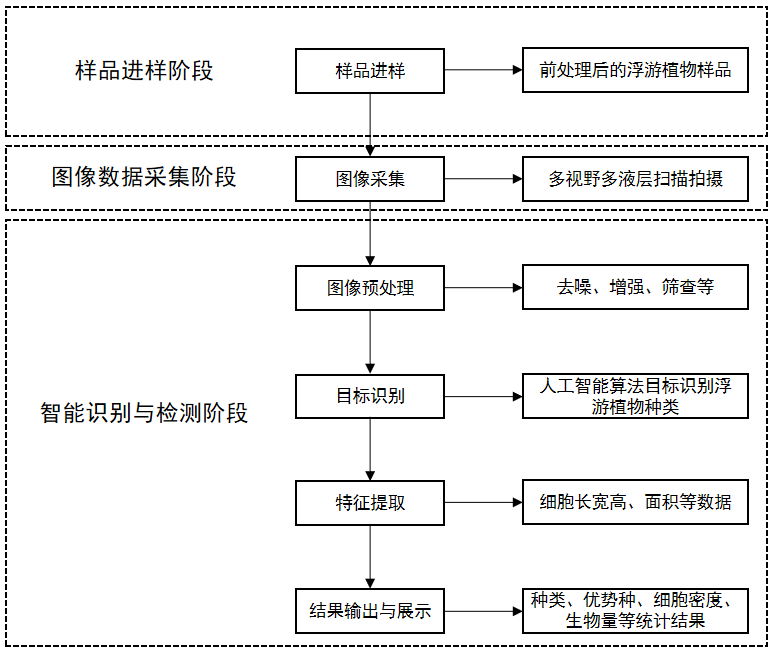 样品进样阶段
样品进样
前处理后的浮游植物样品
图像数据采集阶段
图像采集
多视野多液层扫描拍摄
图像预处理
去噪、增强、筛查等
智能识别与检测阶段
目标识别
人工智能算法目标识别浮
游植物种类
特征提取
细胞长宽高、面积等数据
结果输出与展示
种类、优势种、细胞密度、
生物量等统计结果